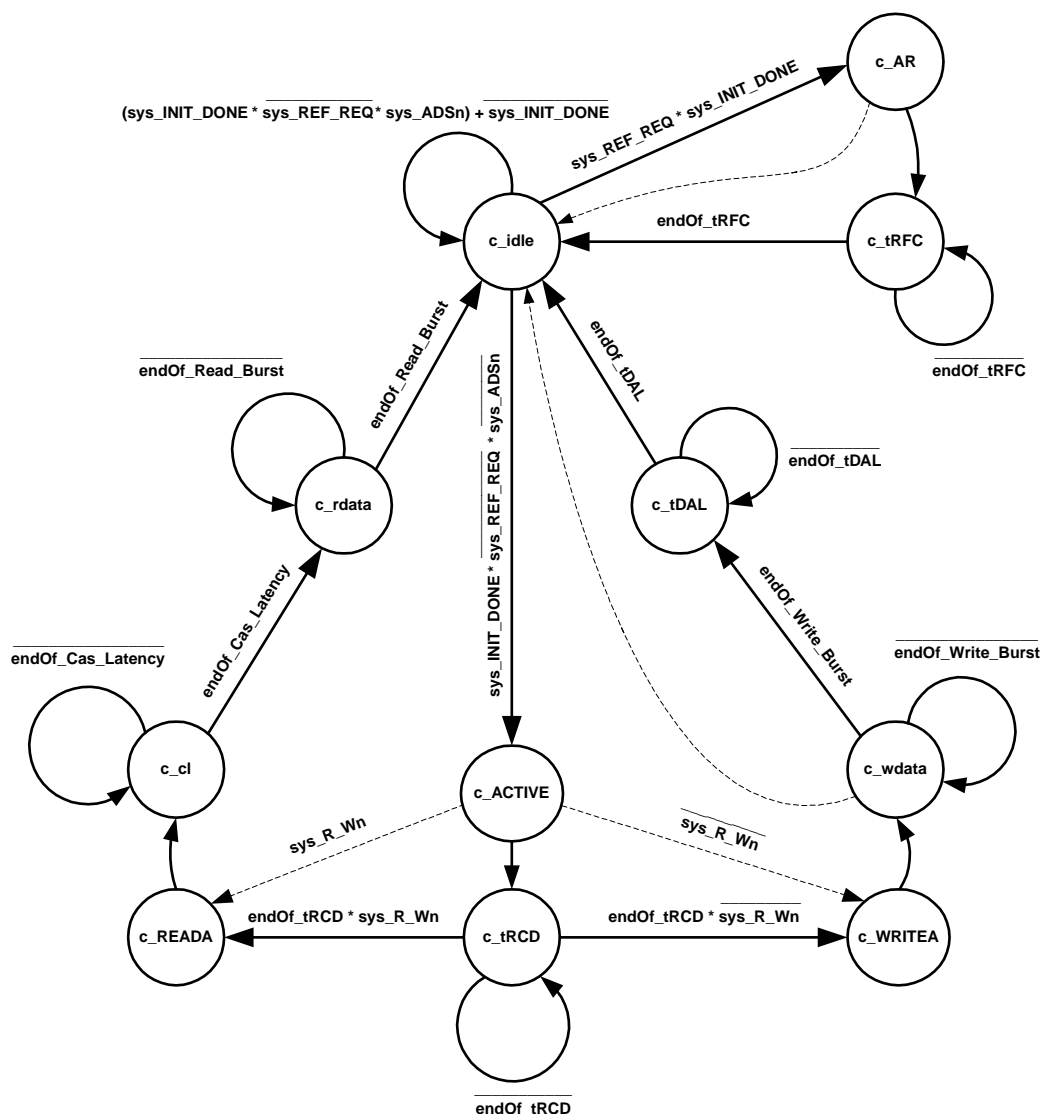 c_AR
(sys_INIT_DONE * sys_REF_REQ * sys_ADSn) + sys_INIT_DONE
sys_REF_REQ * sys_INIT_DONE
c_idle
endOf_tRFC
c_tRFC
endOf_tRFC
endOf_Read_Burst
endOf_Read_Burst
sys_INIT_DONE * sys_REF_REQ * sys_ADSn
endOf_tDAL
endOf_tDAL
c_rdata
c_tDAL
endOf_Cas_Latency
endOf_Cas_Latency
endOf_Write_Burst
endOf_Write_Burst
c_cl
c_ACTIVE
c_wdata
sys_R_Wn
sys_R_Wn
c_READA
endOf_tRCD * sys_R_Wn
c_tRCD
endOf_tRCD * sys_R_Wn
c_WRITEA
endOf_tRCD